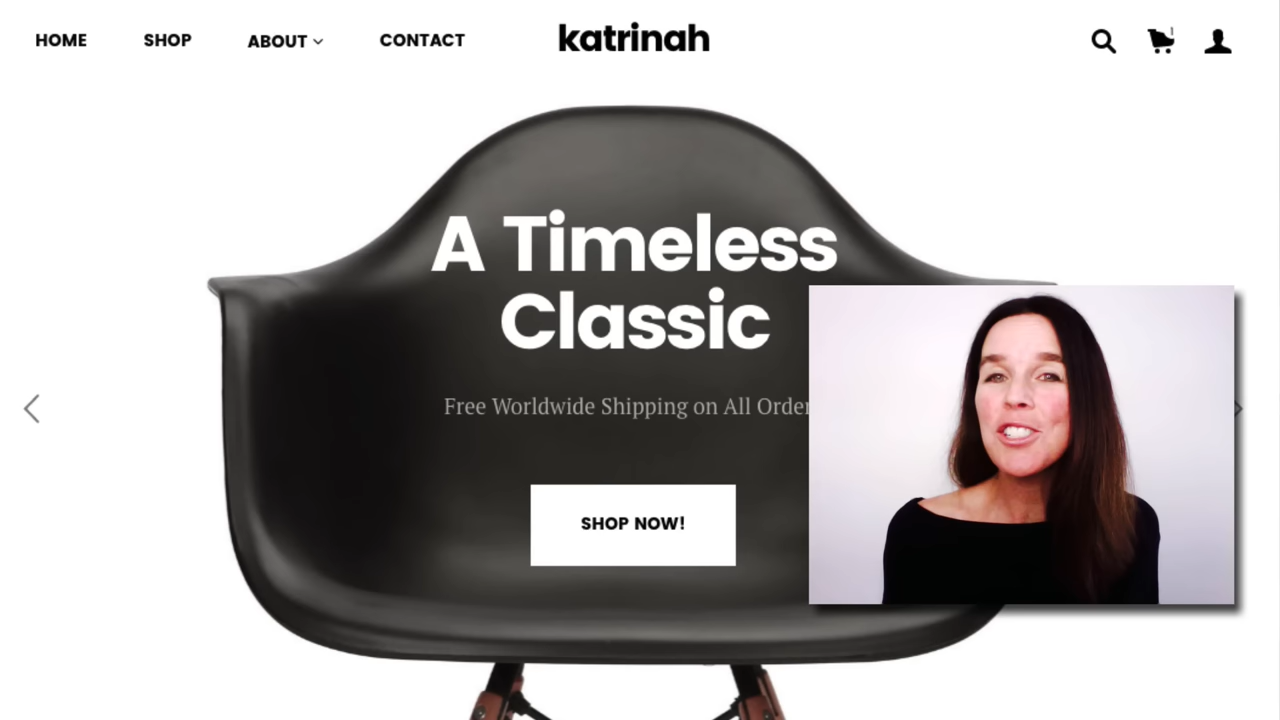 HOME SHOP ABOUT CONTACT katrinah
A Timeless
Classic
Free Worldwide Shipping on All Order
SHOP NOW!